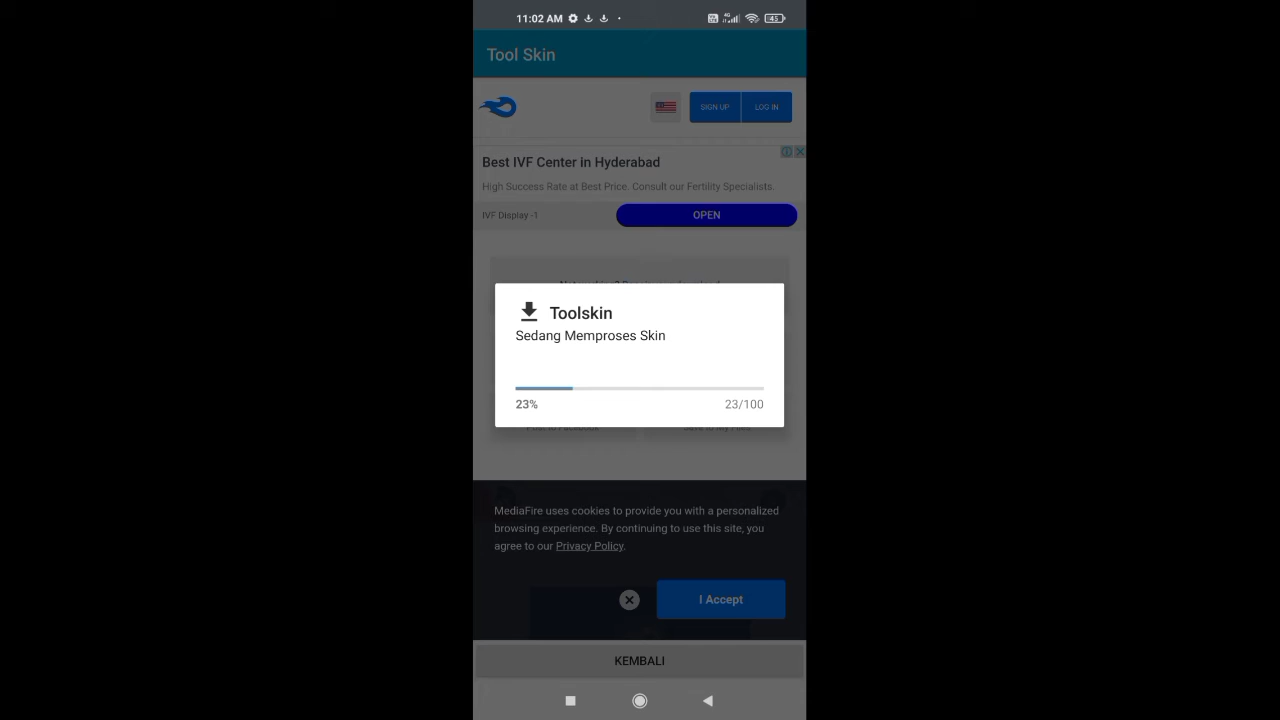 11:02 AM
4G
45
Tool Skin
SIGN UP
LOG IN
Best IVF Center in Hyderabad
High Success Rate at Best Price. Consult our Fertility Specialists.
IVF Display -1
OPEN
Toolskin
Sedang Memproses Skin
23%
23/100
MediaFire uses cookies to provide you with a personalized
browsing experience. By continuing to use this site, you
agree to our Privacy Policy.
I Accept
KEMBALI